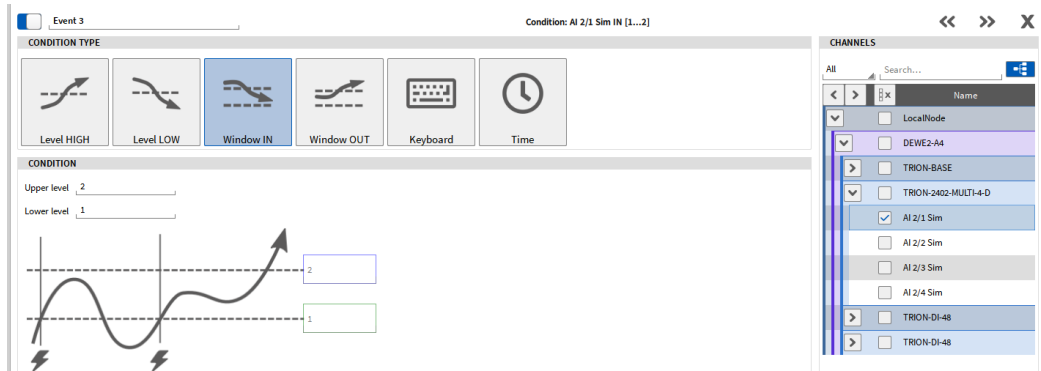 Event 3
Condition: AI 2/1 Sim IN [1...2]
X
CONDITION TYPE
Level HIGH
Level LOW
Window IN
Window OUT
Keyboard
Time
CONDITION
Upper level 2
Lower level 1
2
1
CHANNELS
All Search...
Name
LocalNode
DEWE2-A4
TRION-BASE
TRION-2402-MULTI-4-D
AI 2/1 Sim
AI 2/2 Sim
AI 2/3 Sim
AI 2/4 Sim
TRION-DI-48
TRION-DI-48